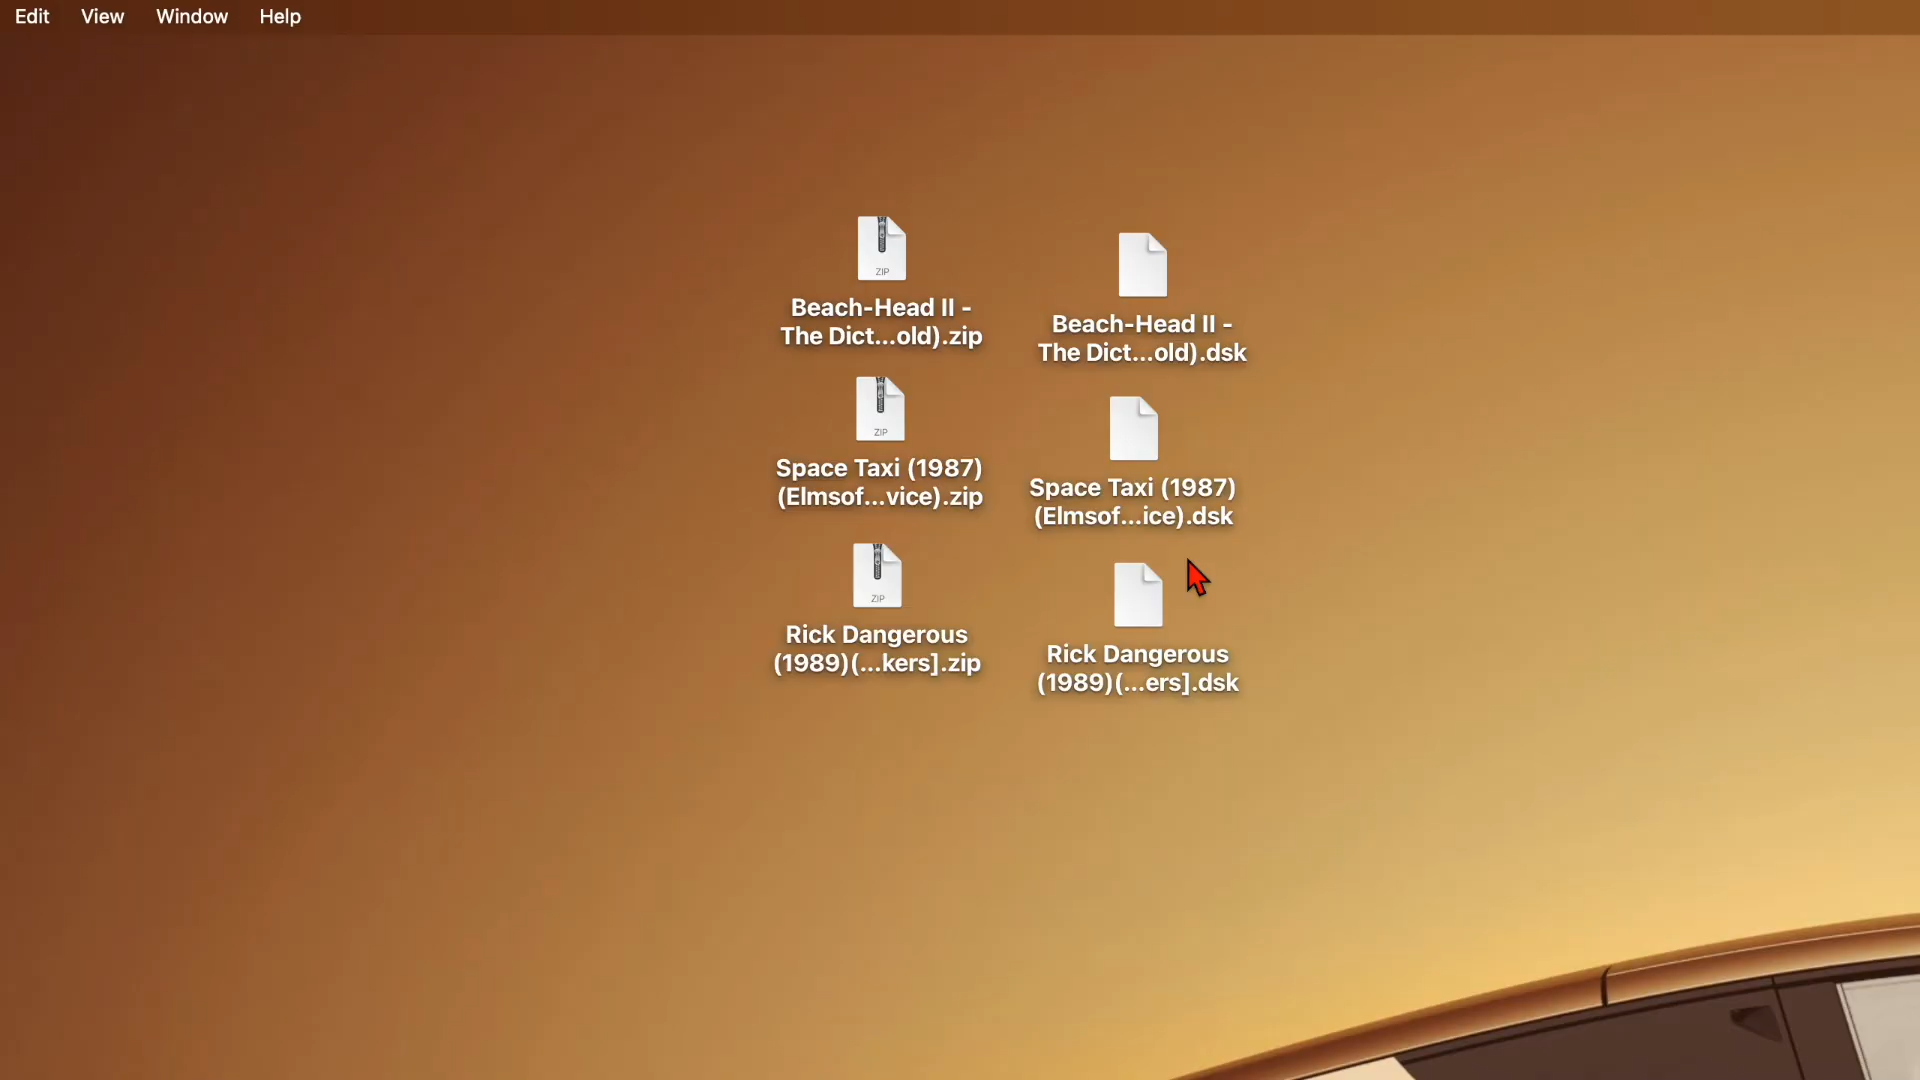 Edit View Window Help
ZIP
Beach-Head II -
The Dict...old).zip
Beach-Head II -
The Dict...old).dsk
ZIP
Space Taxi (1987)
(Elmsof...vice).zip
Space Taxi (1987)
(Elmsof...ice).dsk
ZIP
Rick Dangerous
(1989)(...kers].zip
Rick Dangerous
(1989)(...ers].dsk